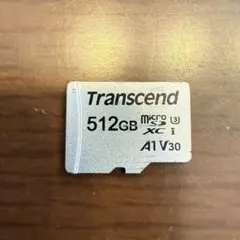 Transcend
512GB micro SD XC I U3
A1 V30